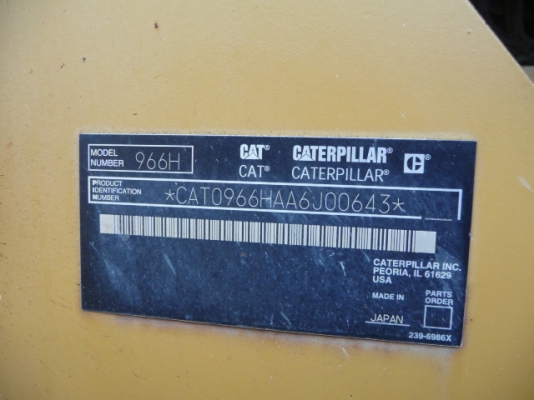 MODEL NUMBER 966H
CAT CATERPILLAR C
CAT® CATERPILLAR®
PRODUCT IDENTIFICATION NUMBER *CAT0966HAA6J00643*
CATERPILLAR INC.
PEORIA, IL 61629
USA
MADE IN
JAPAN
PARTS ORDER
239-6986X